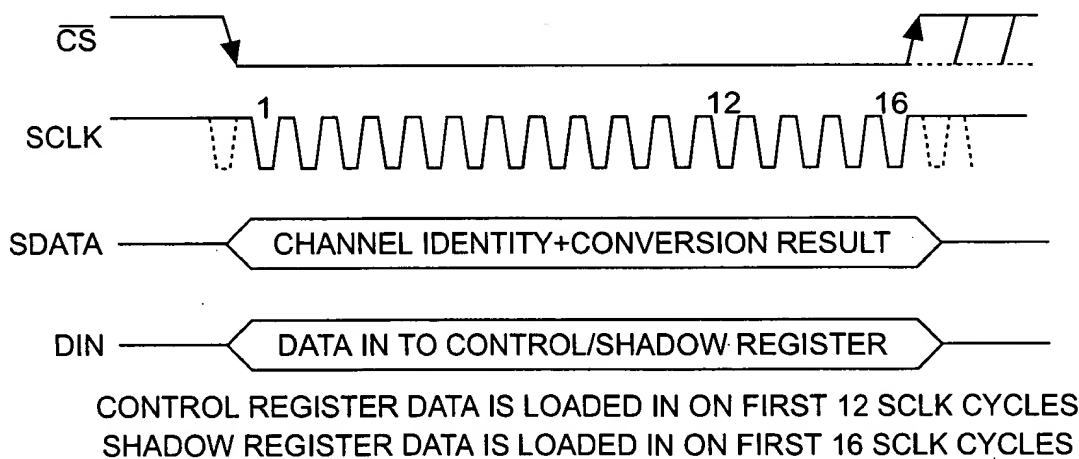 CS
1 12 16
SCLK
SDATA CHANNEL IDENTITY+CONVERSION RESULT
DIN DATA IN TO CONTROL/SHADOW REGISTER
CONTROL REGISTER DATA IS LOADED IN ON FIRST 12 SCLK CYCLES
SHADOW REGISTER DATA IS LOADED IN ON FIRST 16 SCLK CYCLES